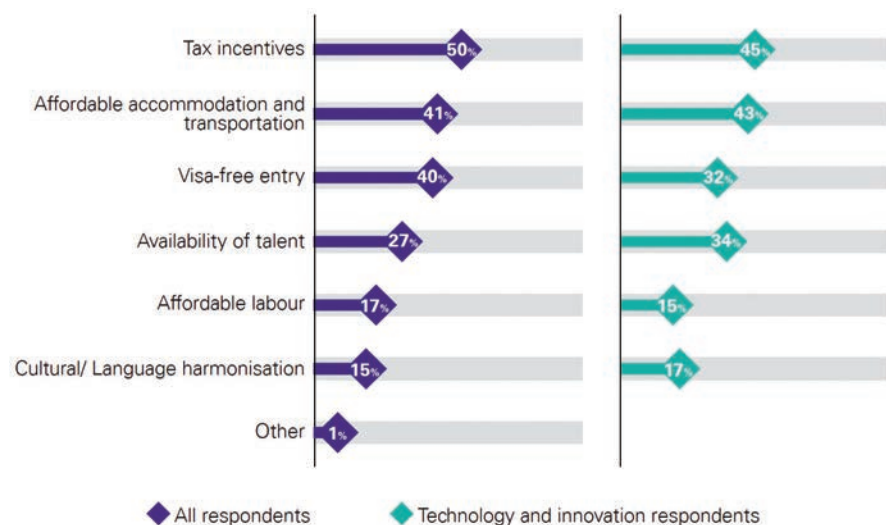 Tax incentives
50%
45%
Affordable accommodation and
transportation
41%
43%
Visa-free entry
40%
32%
Availability of talent
27%
34%
Affordable labour
17%
15%
Cultural/ Language harmonisation
15%
17%
Other
1%
All respondents
Technology and innovation respondents